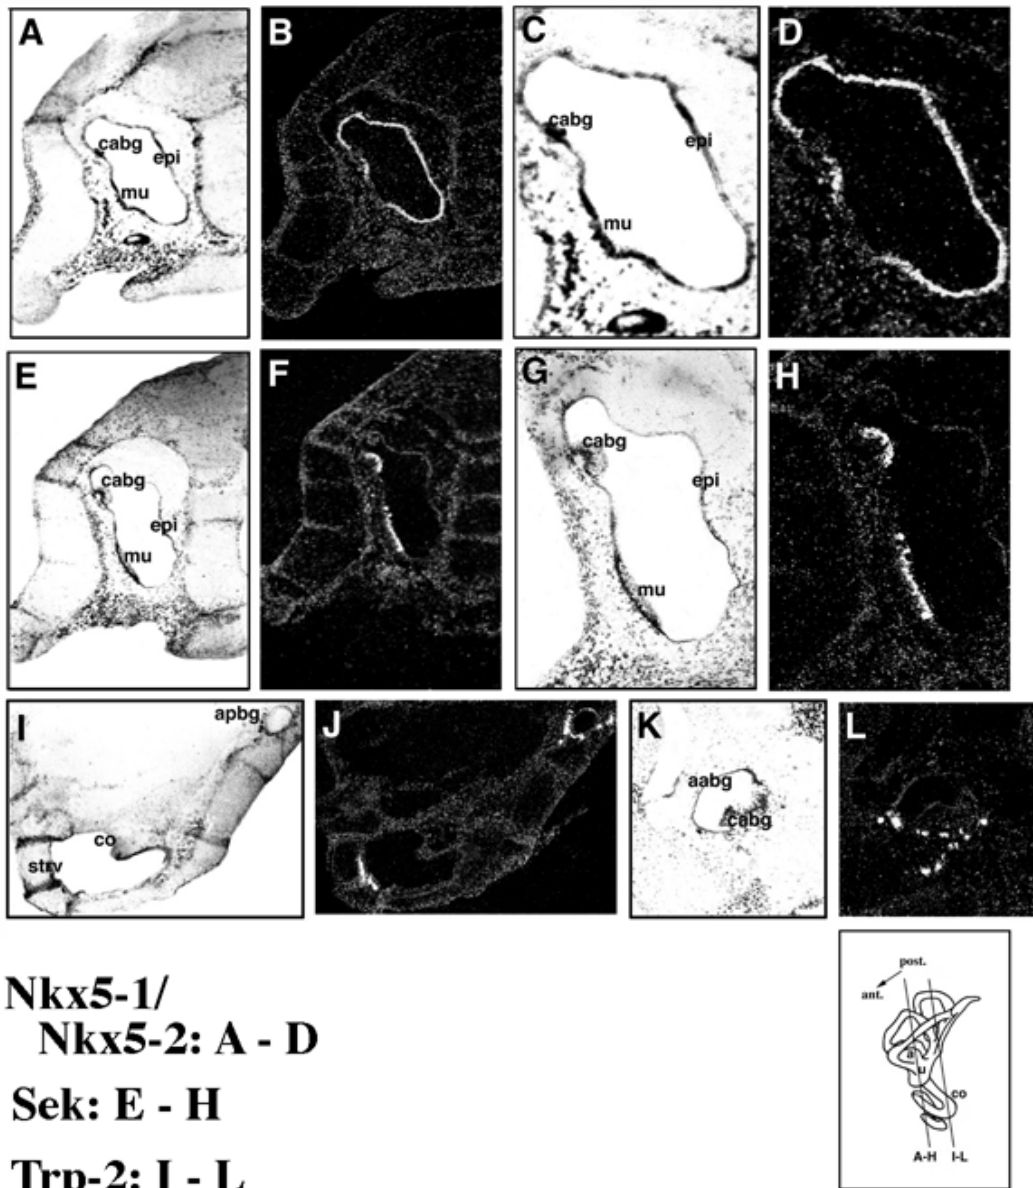 A
B
C
D
cabg
epi
mu
cabg
epi
mu
E
F
G
H
cabg
epi
mu
cabg
epi
mu
I
J
K
L
apbg
co
strv
aabg
cabg
post.
ant.
u
co
A-H I-L
Nkx5-1/
Nkx5-2: A - D
Sek: E - H
Trp-2: I - L